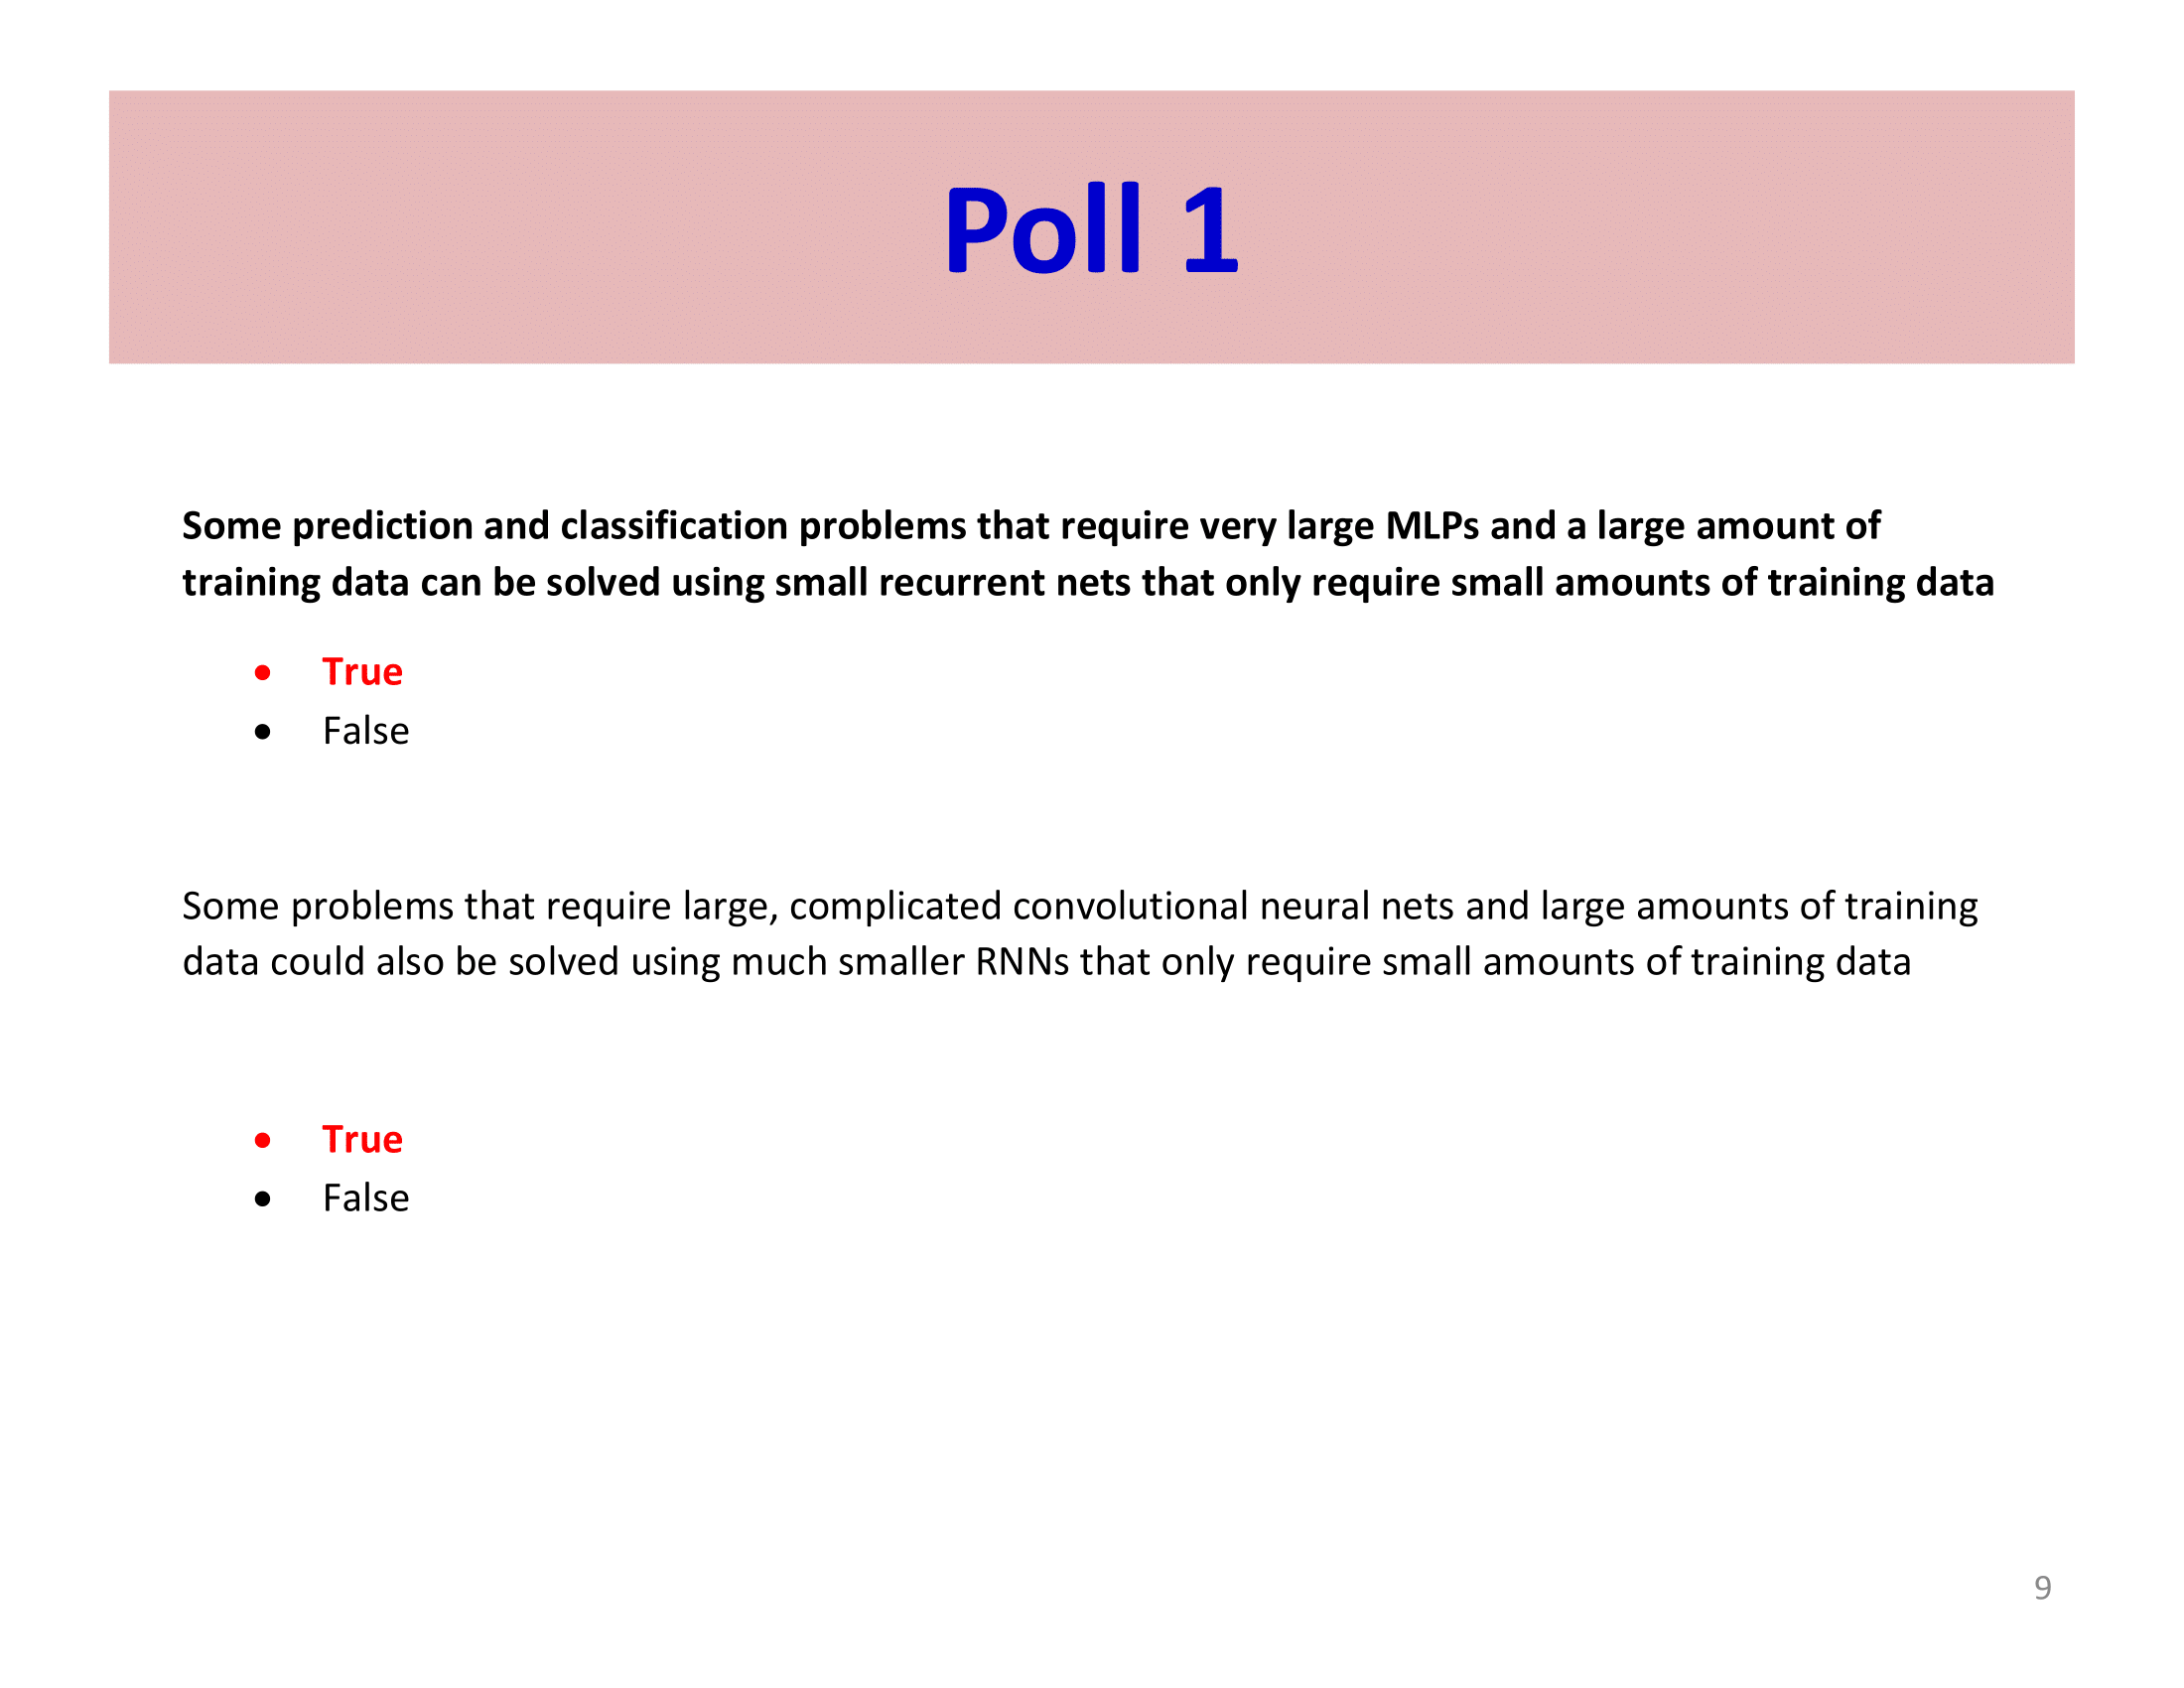 Poll 1
Some prediction and classification problems that require very large MLPs and a large amount of
training data can be solved using small recurrent nets that only require small amounts of training data
• True
• False
Some problems that require large, complicated convolutional neural nets and large amounts of training
data could also be solved using much smaller RNNs that only require small amounts of training data
• True
• False
9